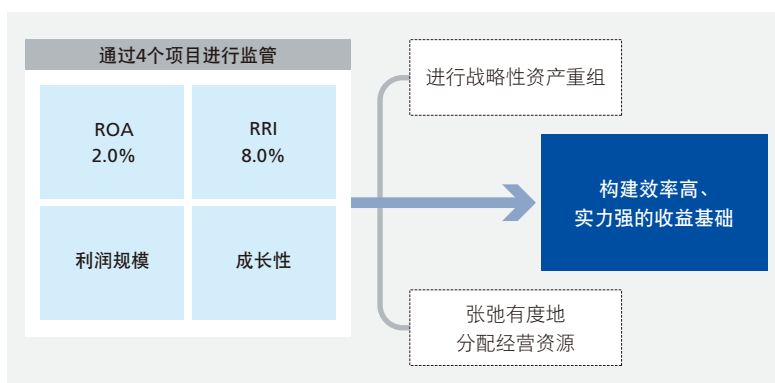 通过4个项目进行监管
ROA
2.0%
RRI
8.0%
利润规模
成长性
进行战略性资产重组
构建效率高、
实力强的收益基础
张弛有度地
分配经营资源